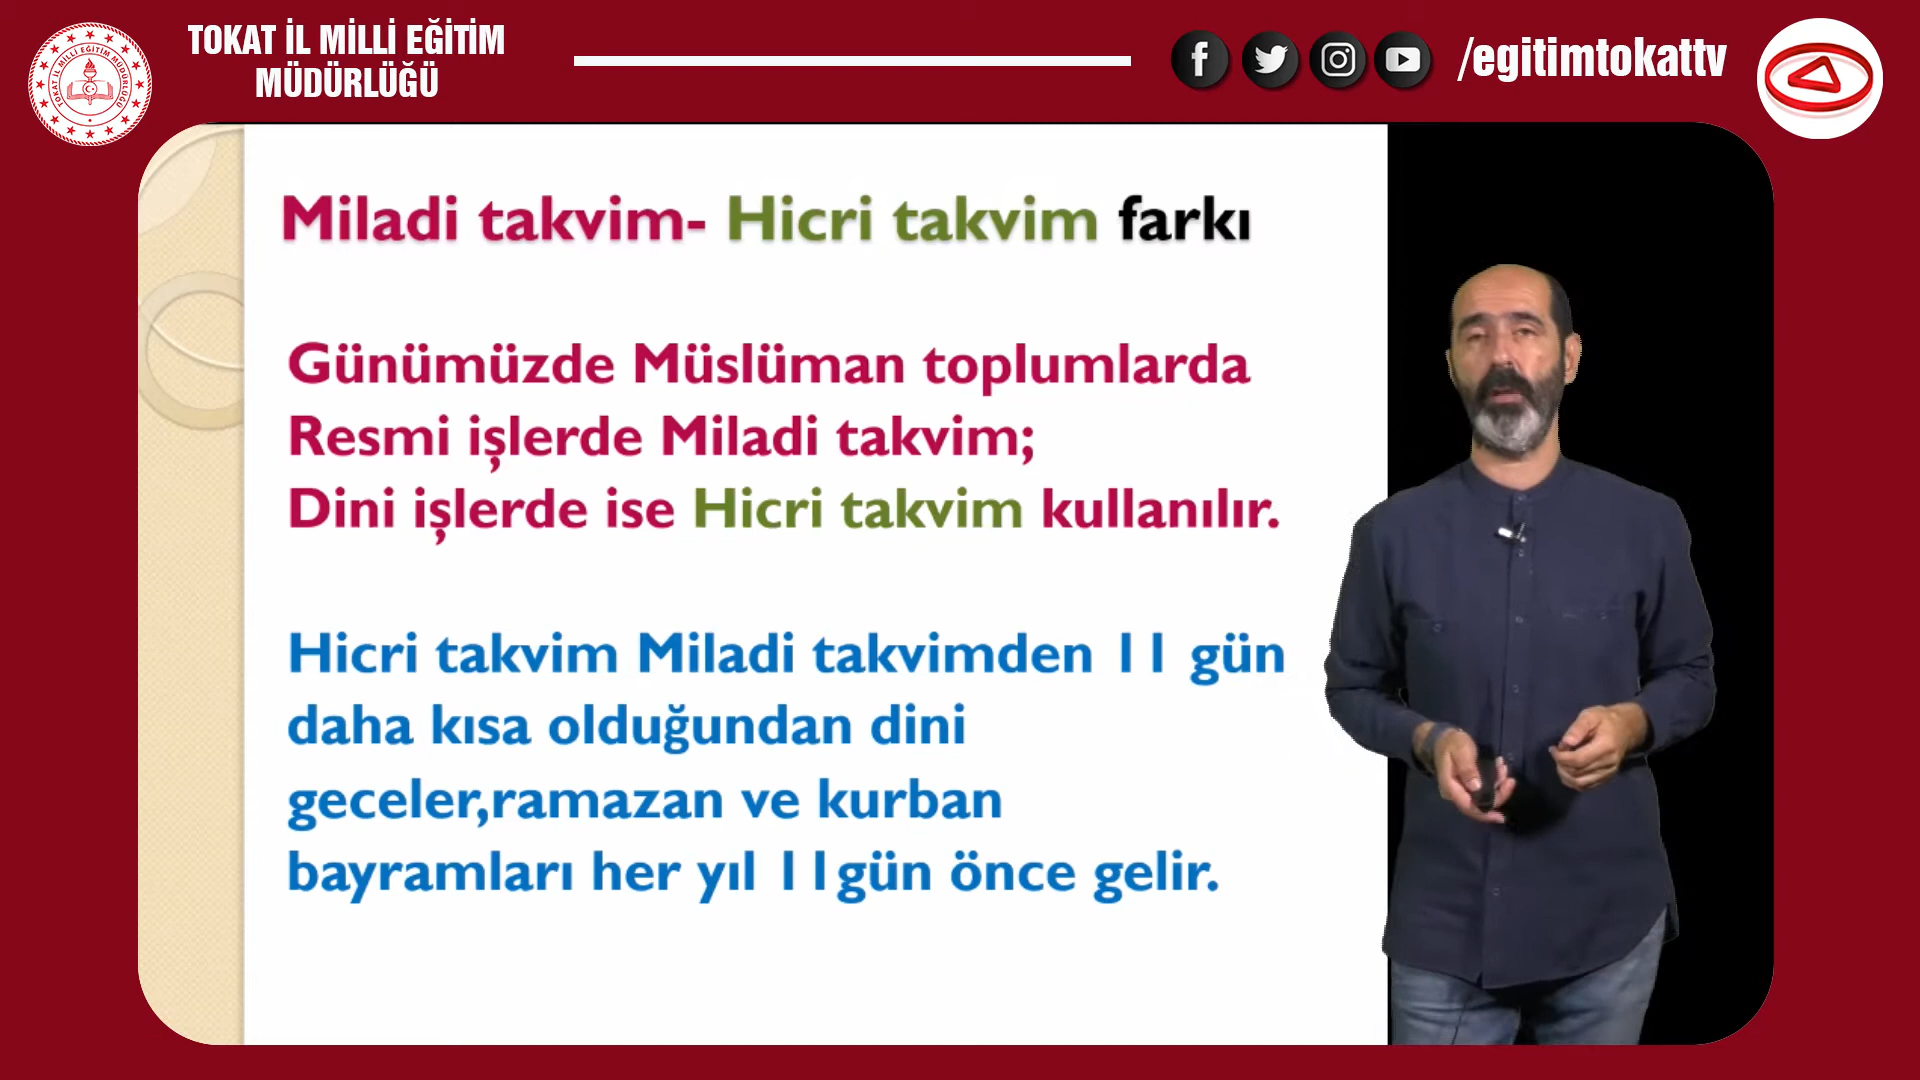 TOKAT İL MİLLİ EĞİTİM
MÜDÜRLÜĞÜ
/egitimtokattv
Miladi takvim- Hicri takvim farkı
Günümüzde Müslüman toplumlarda
Resmi işlerde Miladi takvim;
Dini işlerde ise Hicri takvim kullanılır.
Hicri takvim Miladi takvimden 11 gün
daha kısa olduğundan dini
geceler,ramazan ve kurban
bayramları her yıl 11gün önce gelir.